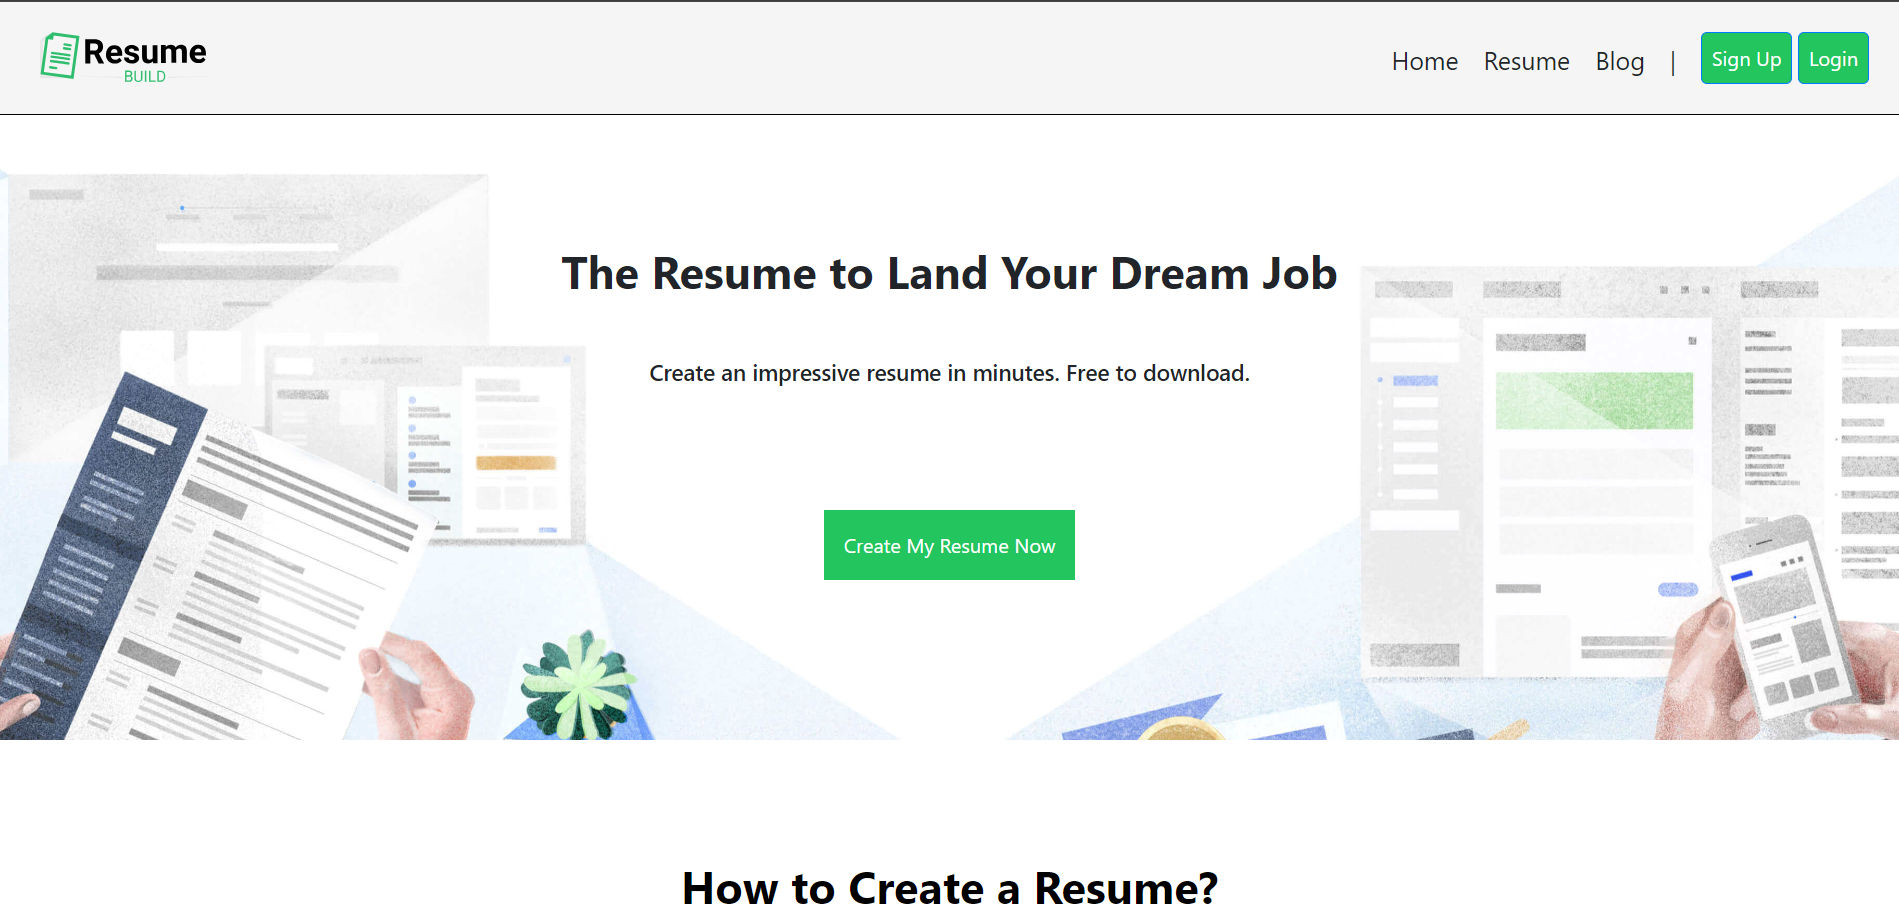 Resume
BUILD
Home Resume Blog | Sign Up Login
The Resume to Land Your Dream Job
Create an impressive resume in minutes. Free to download.
Create My Resume Now
How to Create a Resume?